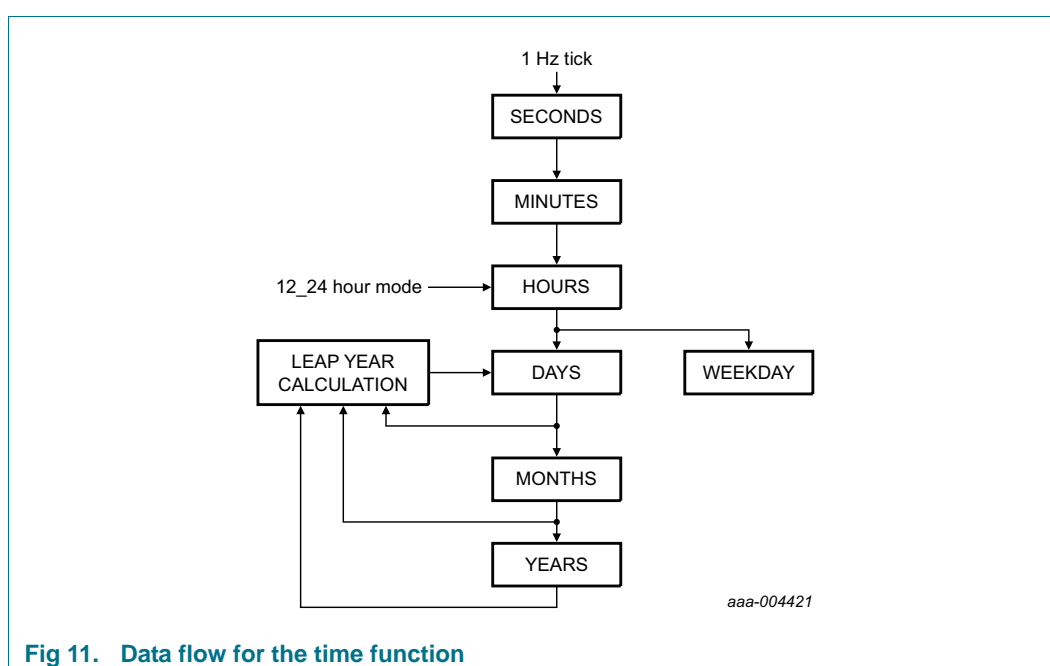 1 Hz tick
SECONDS
MINUTES
12_24 hour mode
HOURS
LEAP YEAR
CALCULATION
DAYS
WEEKDAY
MONTHS
YEARS
aaa-004421
Fig 11. Data flow for the time function